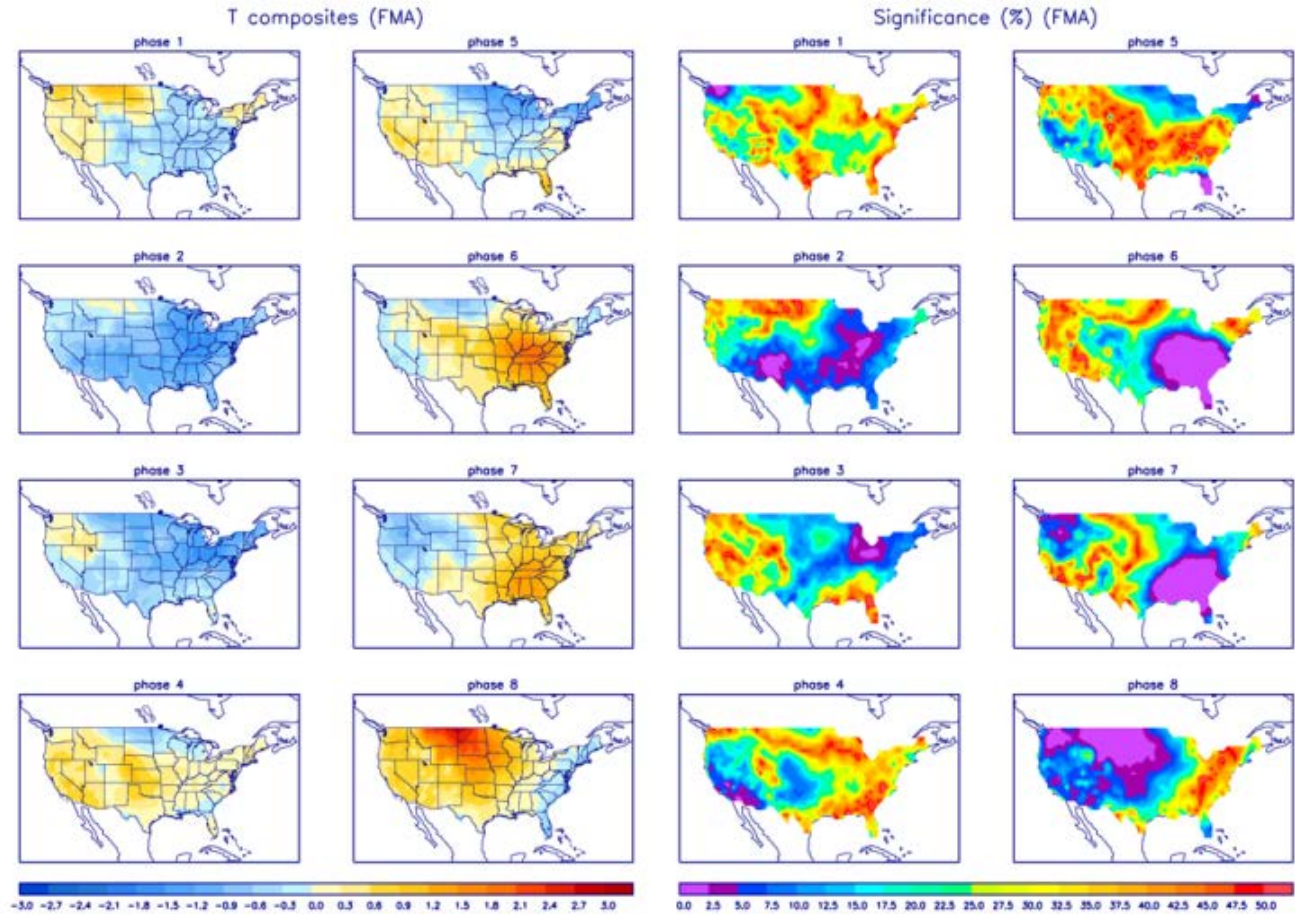 T composites (FMA)
Significance (%) (FMA)
phase 1
phase 5
phase 1
phase 5
phase 2
phase 6
phase 2
phase 6
phase 3
phase 7
phase 3
phase 7
phase 4
phase 8
phase 4
phase 8
-3.0 -2.7 -2.4 -2.1 -1.8 -1.5 -1.2 -0.9 -0.6 -0.3 0.0 0.3 0.6 0.9 1.2 1.5 1.8 2.1 2.4 2.7 3.0
0.0 2.5 5.0 7.5 10.0 12.5 15.0 17.5 20.0 22.5 25.0 27.5 30.0 32.5 35.0 37.5 40.0 42.5 45.0 47.5 50.0